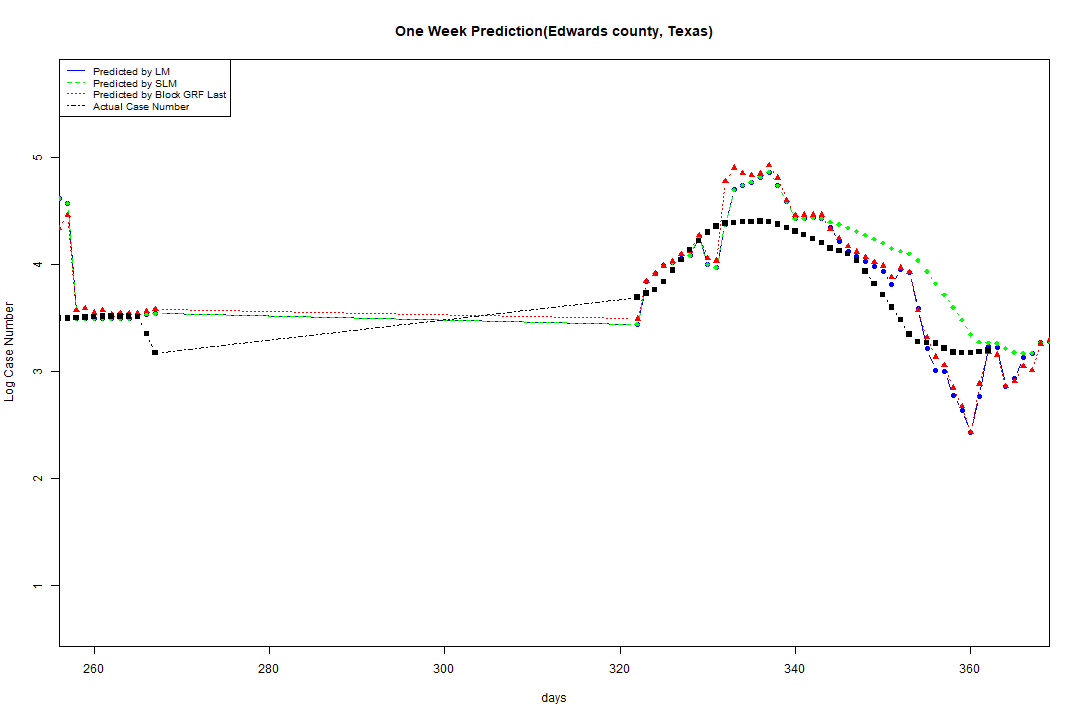 One Week Prediction(Edwards county, Texas)
Predicted by LM
Predicted by SLM
Predicted by Block GRF Last
Actual Case Number
5
4
3
2
1
Log Case Number
260 280 300 320 340 360
days